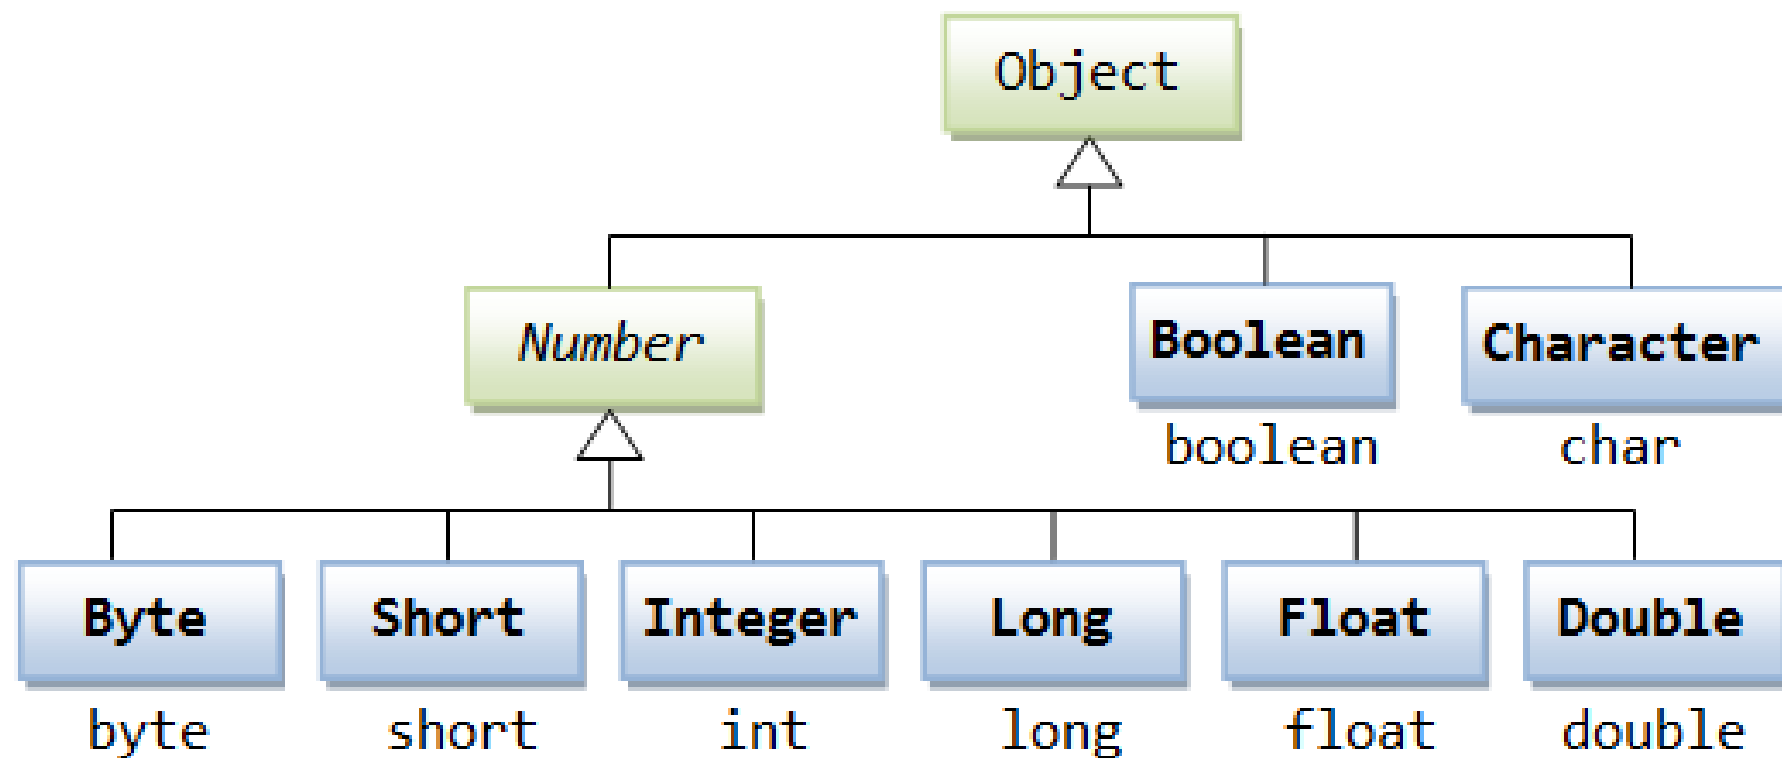 Object
Number Boolean Character
boolean char
Byte Short Integer Long Float Double
byte short int long float double